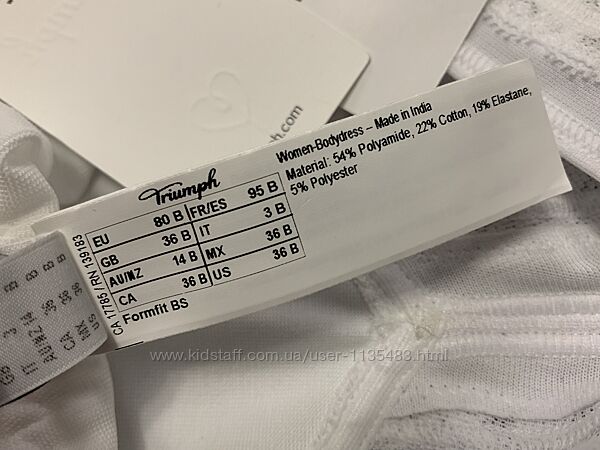 h.com
Triumph
EU 80 B FR/ES 95 B
GB 36 B IT 3 B
AU/NZ 14 B MX 36 B
CA 36 B US 36 B
Formfit BS
CA 17785 / RN 139183
Women-Bodydress – Made in India
Material: 54% Polyamide, 22% Cotton, 19% Elastane,
5% Polyester
www.kidstaff.com.ua/user-1135483.html